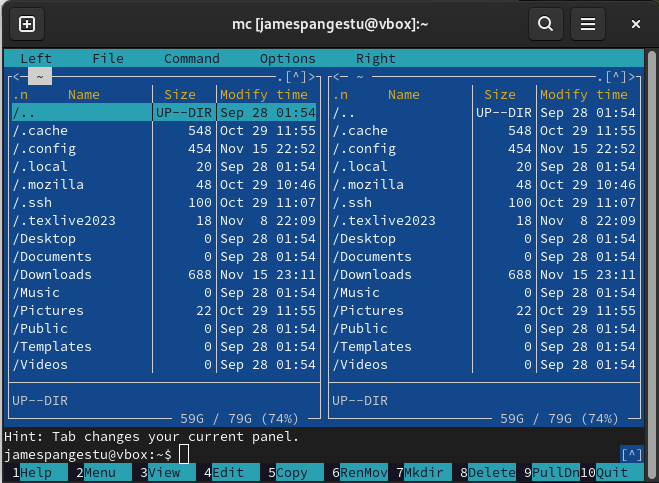 mc [jamespangestu@vbox]:~
Left File Command Options Right
<─ ~ ──.[^]> <─ ~ ──.[^]>
.n Name Size Modify time .n Name Size Modify time
/.. UP--DIR Sep 28 01:54 /.. UP--DIR Sep 28 01:54
/.cache 548 Oct 29 11:55 /.cache 548 Oct 29 11:55
/.config 454 Nov 15 22:52 /.config 454 Nov 15 22:52
/.local 20 Sep 28 01:54 /.local 20 Sep 28 01:54
/.mozilla 48 Oct 29 10:46 /.mozilla 48 Oct 29 10:46
/.ssh 100 Oct 29 11:07 /.ssh 100 Oct 29 11:07
/.texlive2023 18 Nov 8 22:09 /.texlive2023 18 Nov 8 22:09
/Desktop 0 Sep 28 01:54 /Desktop 0 Sep 28 01:54
/Documents 0 Sep 28 01:54 /Documents 0 Sep 28 01:54
/Downloads 688 Nov 15 23:11 /Downloads 688 Nov 15 23:11
/Music 0 Sep 28 01:54 /Music 0 Sep 28 01:54
/Pictures 22 Oct 29 11:55 /Pictures 22 Oct 29 11:55
/Public 0 Sep 28 01:54 /Public 0 Sep 28 01:54
/Templates 0 Sep 28 01:54 /Templates 0 Sep 28 01:54
/Videos 0 Sep 28 01:54 /Videos 0 Sep 28 01:54
UP--DIR UP--DIR
59G / 79G (74%) 59G / 79G (74%)
Hint: Tab changes your current panel.
jamespangestu@vbox:~$ [^]
1Help 2Menu 3View 4Edit 5Copy 6RenMov 7Mkdir 8Delete 9PullDn 10Quit